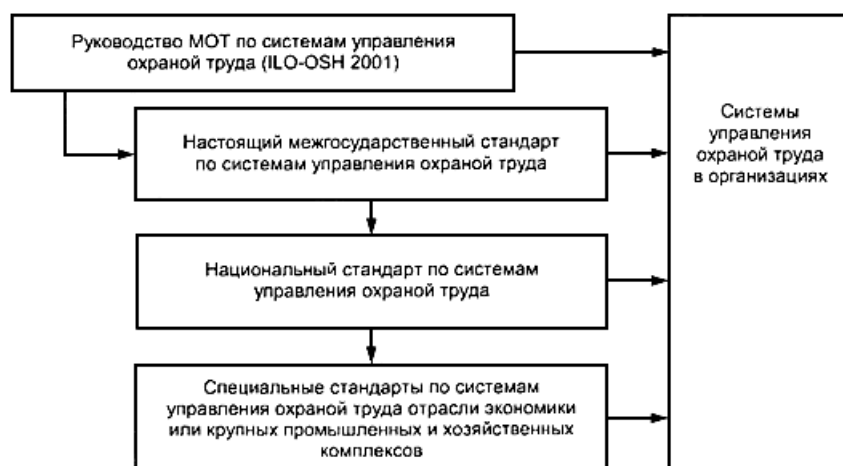 Руководство МОТ по системам управления
охраной труда (ILO-OSH 2001)
Настоящий межгосударственный стандарт
по системам управления охраной труда
Национальный стандарт по системам
управления охраной труда
Специальные стандарты по системам
управления охраной труда отрасли экономики
или крупных промышленных и хозяйственных
комплексов
Системы
управления
охраной труда
в организациях